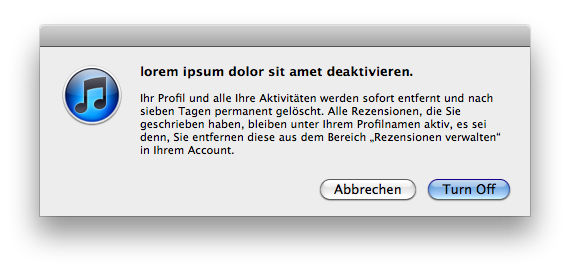 lorem ipsum dolor sit amet deaktivieren.
Ihr Profil und alle Ihre Aktivitäten werden sofort entfernt und nach
sieben Tagen permanent gelöscht. Alle Rezensionen, die Sie
geschrieben haben, bleiben unter Ihrem Profilnamen aktiv, es sei
denn, Sie entfernen diese aus dem Bereich „Rezensionen verwalten“
in Ihrem Account.
Abbrechen
Turn Off